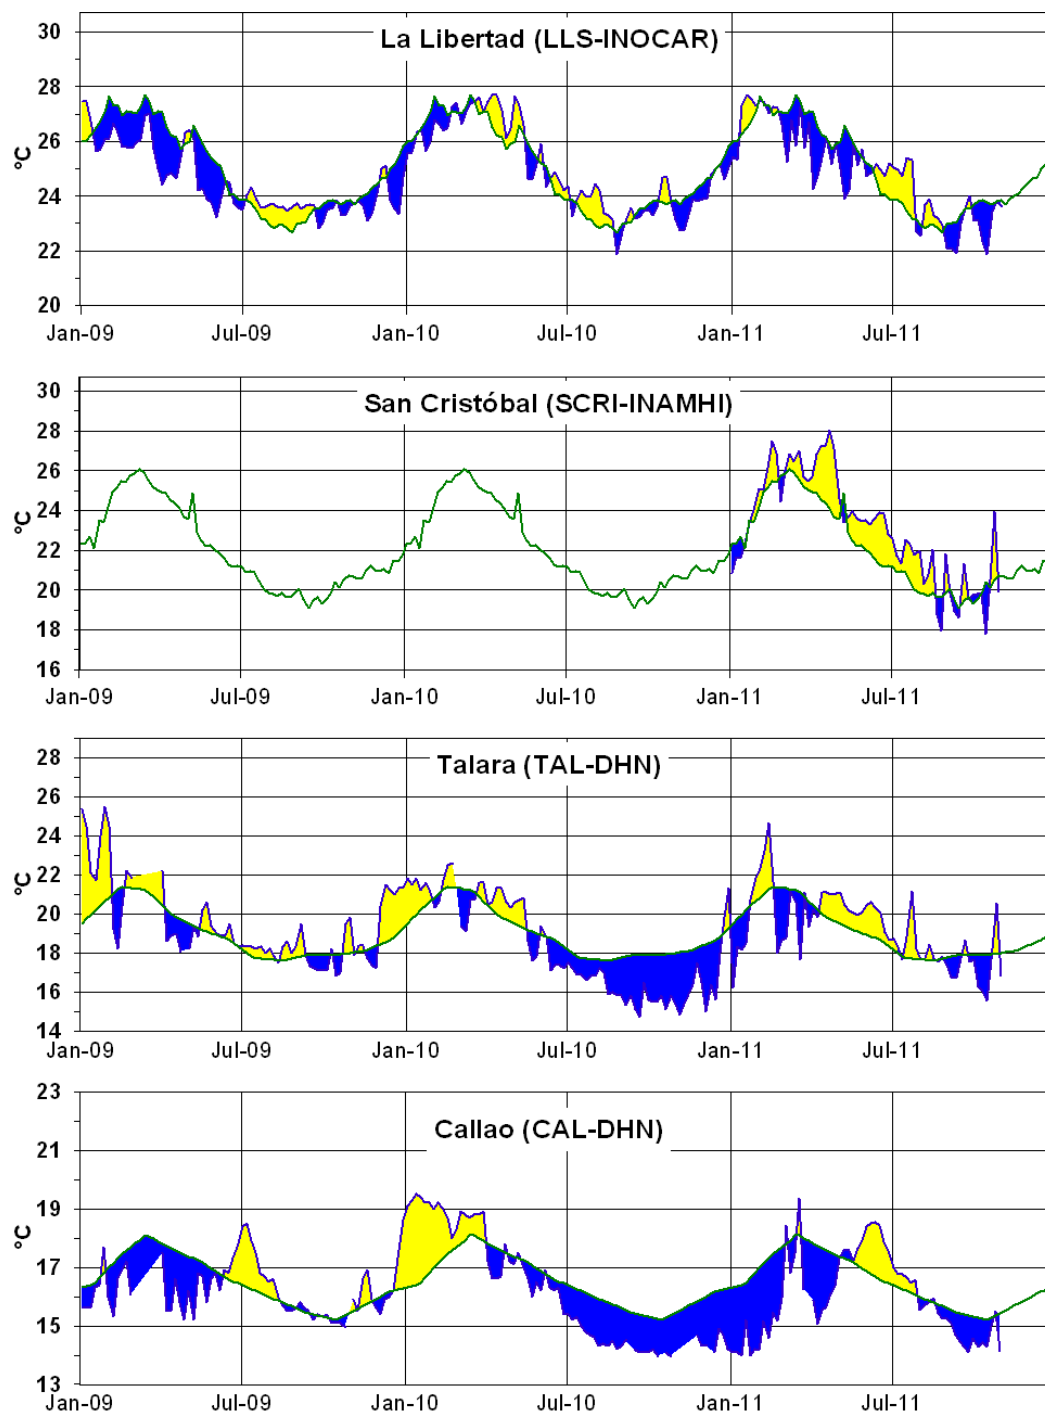 La Libertad (LLS-INOCAR)
°C
30
28
26
24
22
20
Jan-09 Jul-09 Jan-10 Jul-10 Jan-11 Jul-11
San Cristóbal (SCRI-INAMHI)
°C
30
28
26
24
22
20
18
16
Jan-09 Jul-09 Jan-10 Jul-10 Jan-11 Jul-11
Talara (TAL-DHN)
°C
28
26
24
22
20
18
16
14
Jan-09 Jul-09 Jan-10 Jul-10 Jan-11 Jul-11
Callao (CAL-DHN)
°C
23
21
19
17
15
13
Jan-09 Jul-09 Jan-10 Jul-10 Jan-11 Jul-11